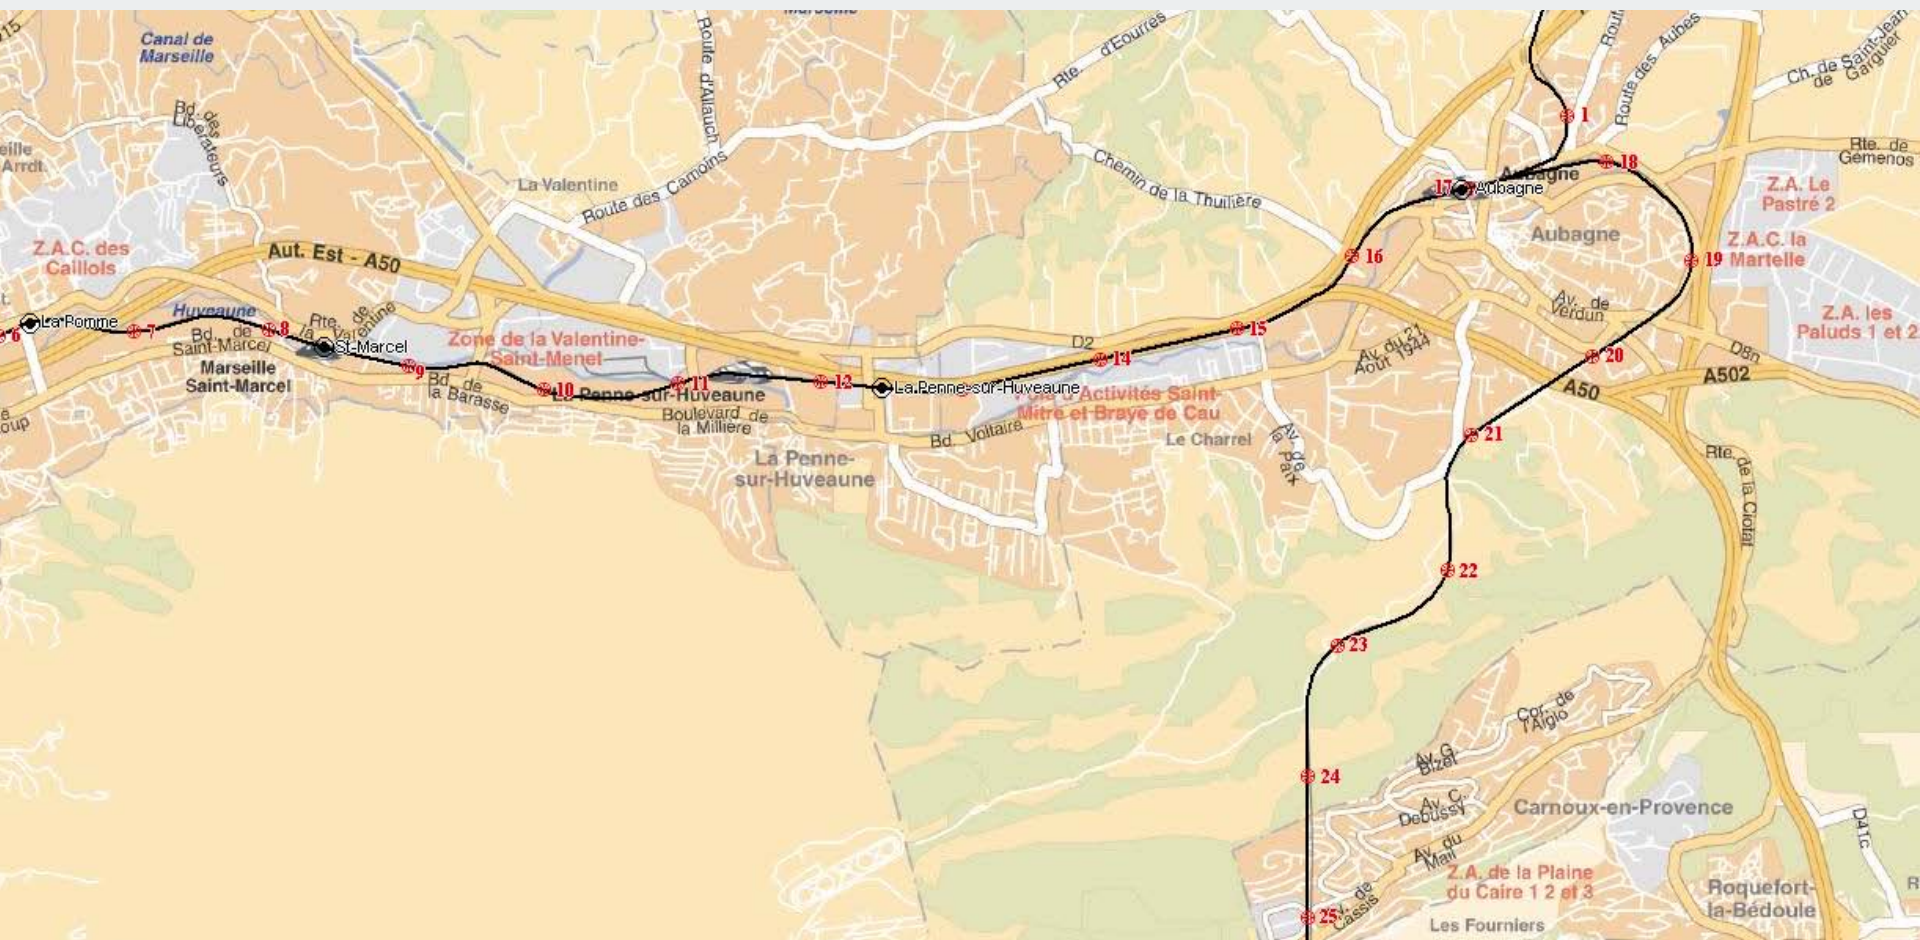 Canal de
Marseille
Marseille
Route d'Allauch
Rte. d'Eoures
Route des Aubes
Ch. de Saint-Jean
de Garguier
Bd. des
Libérateurs
Arrdt.
La Valentine
Route des Camoins
Chemin de la Thuilière
1
Rte. de
Gémenos
18
Aubagne
17
Aubagne
Z.A. Le
Pastré 2
Z.A.C. des
Caillols
Aut. Est - A50
Aubagne
Z.A.C. la
Martelle
16
19
Huveaune
Rte. de
la Valentine
Av. de
Verdun
Z.A. les
Paluds 1 et 2
6
La Pomme
7
8
15
Bd. de
Saint-Marcel
St-Marcel
Zone de la Valentine-
Saint-Menet
D2
Av. du 21
Août 1944
20
D8n
14
Marseille
Saint-Marcel
9
A502
A50
Bd. de
la Barasse
10
Penne-sur-Huveaune
11
12
La Penne-sur-Huveaune
d'Activités Saint-
Mitre et Braye de Cau
Boulevard de
la Millière
Bd. Voltaire
Le Charrel
Av. de
la Paix
21
Rte. de la Ciotat
La Penne-
sur-Huveaune
22
23
Cor. de
l'Aiglo
Av. G.
Bizet
24
Av. C.
Debussy
Carnoux-en-Provence
D41c
Av. du
Mail
Z.A. de la Plaine
du Caire 1 2 et 3
Av. de
Cassis
25
Les Fourniers
Roquefort-
la-Bédoule